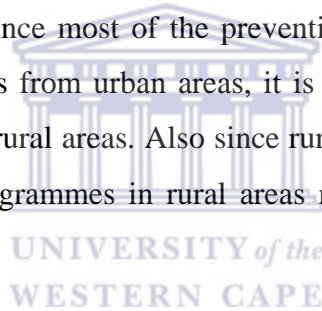 nce most of the preventi
s from urban areas, it is
rural areas. Also since rur
grammes in rural areas r
UNIVERSITY of the
WESTERN CAPE